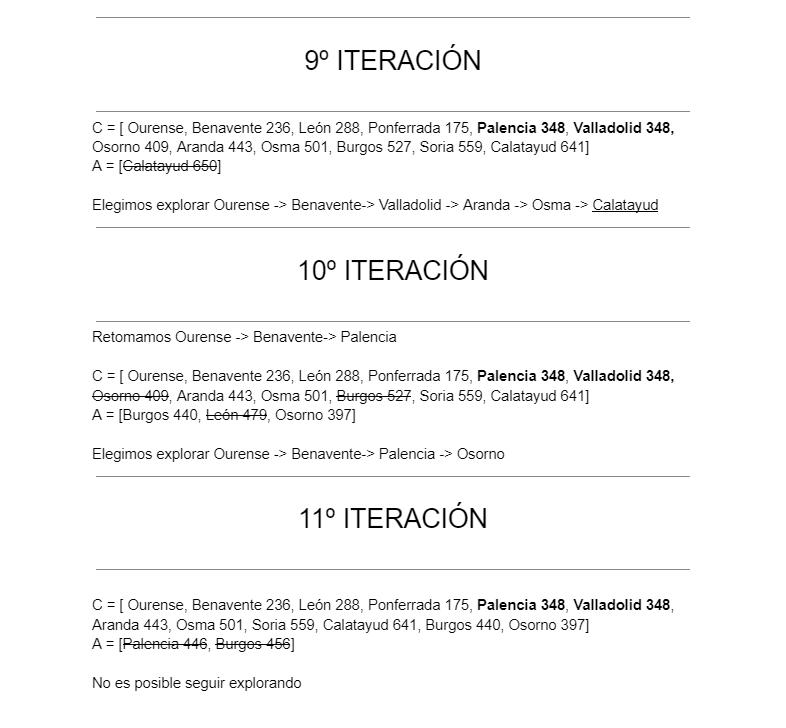 9º ITERACIÓN
C = [ Ourense, Benavente 236, León 288, Ponferrada 175, Palencia 348, Valladolid 348,
Osorno 409, Aranda 443, Osma 501, Burgos 527, Soria 559, Calatayud 641]
A = [Calatayud 650]
Elegimos explorar Ourense -> Benavente-> Valladolid -> Aranda -> Osma -> Calatayud
10º ITERACIÓN
Retomamos Ourense -> Benavente-> Palencia
C = [ Ourense, Benavente 236, León 288, Ponferrada 175, Palencia 348, Valladolid 348,
Osorno 409, Aranda 443, Osma 501, Burgos 527, Soria 559, Calatayud 641]
A = [Burgos 440, León 479, Osorno 397]
Elegimos explorar Ourense -> Benavente-> Palencia -> Osorno
11º ITERACIÓN
C = [ Ourense, Benavente 236, León 288, Ponferrada 175, Palencia 348, Valladolid 348,
Aranda 443, Osma 501, Soria 559, Calatayud 641, Burgos 440, Osorno 397]
A = [Palencia 446, Burgos 456]
No es posible seguir explorando